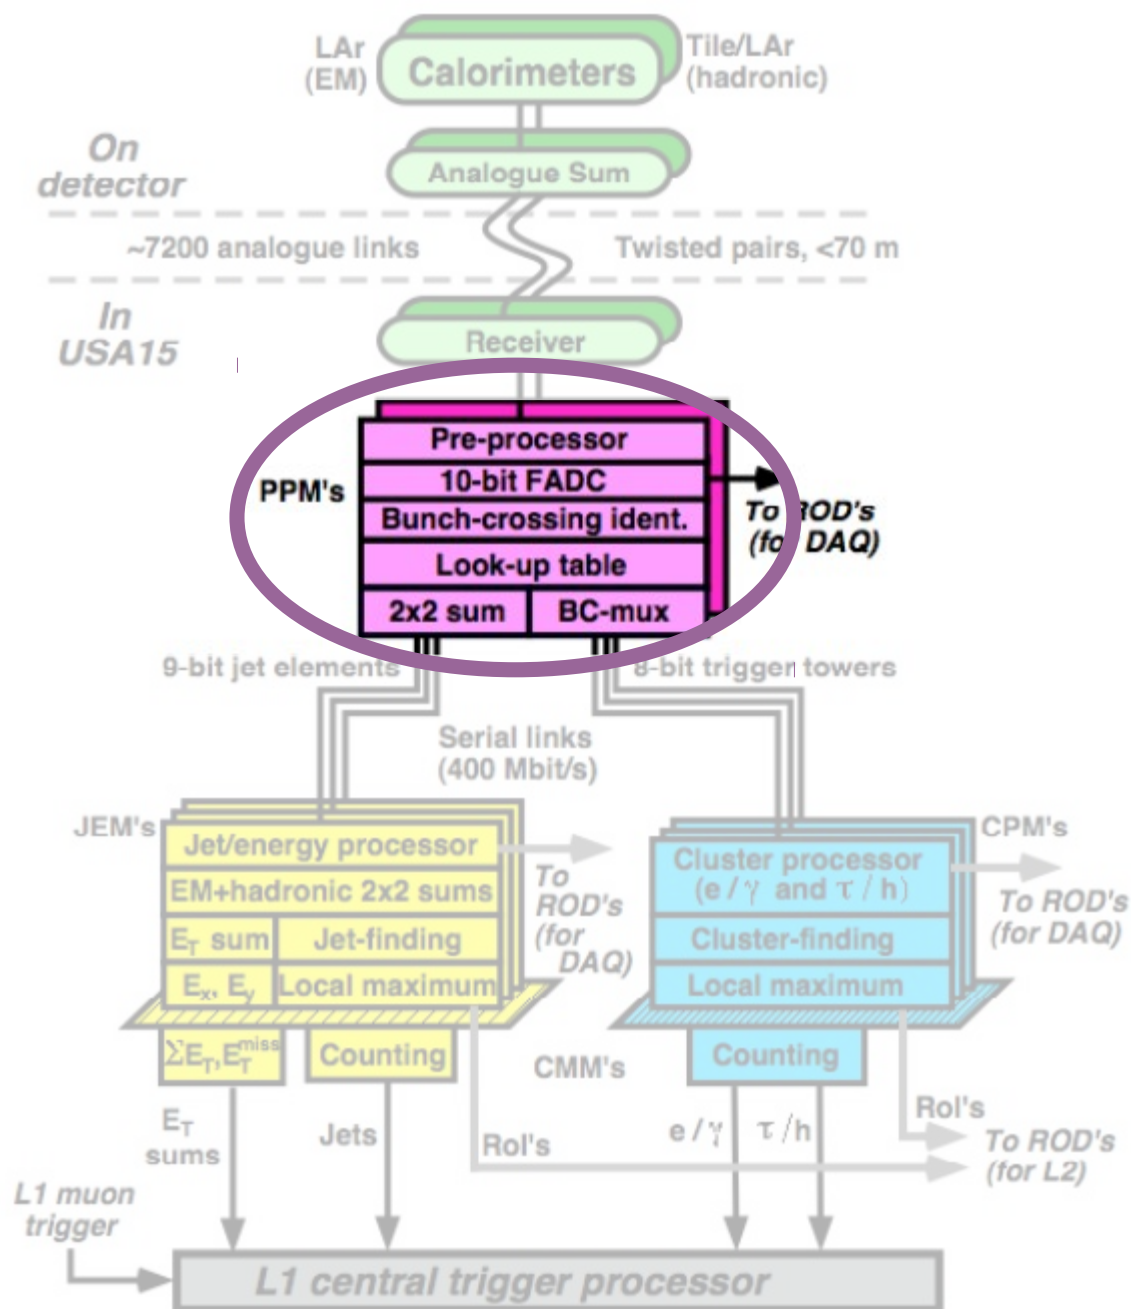 LAr
(EM)
Calorimeters
Tile/LAr
(hadronic)
On
detector
Analogue Sum
~7200 analogue links
Twisted pairs, <70 m
In
USA15
Receiver
PPM's
Pre-processor
10-bit FADC
Bunch-crossing ident.
Look-up table
2x2 sum
BC-mux
To ROD's
(for DAQ)
9-bit jet elements
8-bit trigger towers
Serial links
(400 Mbit/s)
JEM's
Jet/energy processor
EM+hadronic 2x2 sums
ET sum
Jet-finding
Ex, Ey
Local maximum
To
ROD's
(for
DAQ)
CPM's
Cluster processor
(e / γ and τ / h)
Cluster-finding
Local maximum
To ROD's
(for DAQ)
ΣET,ETmiss
Counting
CMM's
Counting
ET
sums
Jets
RoI's
e / γ
τ /h
RoI's
To ROD's
(for L2)
L1 muon
trigger
L1 central trigger processor